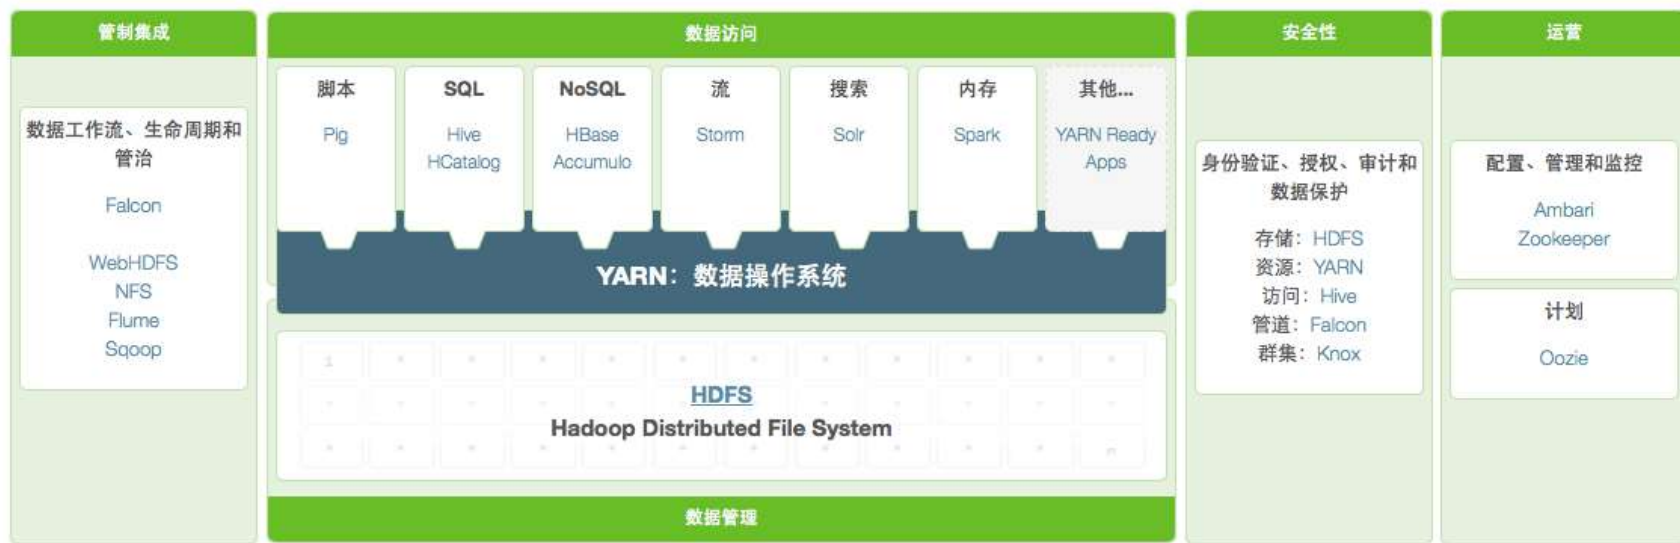 管制集成
数据工作流、生命周期和
管治
Falcon
WebHDFS
NFS
Flume
Sqoop
数据访问
脚本
Pig
SQL
Hive
HCatalog
NoSQL
HBase
Accumulo
流
Storm
搜索
Solr
内存
Spark
其他...
YARN Ready
Apps
YARN：数据操作系统
1
HDFS
Hadoop Distributed File System
n
数据管理
安全性
身份验证、授权、审计和
数据保护
存储：HDFS
资源：YARN
访问：Hive
管道：Falcon
群集：Knox
运营
配置、管理和监控
Ambari
Zookeeper
计划
Oozie